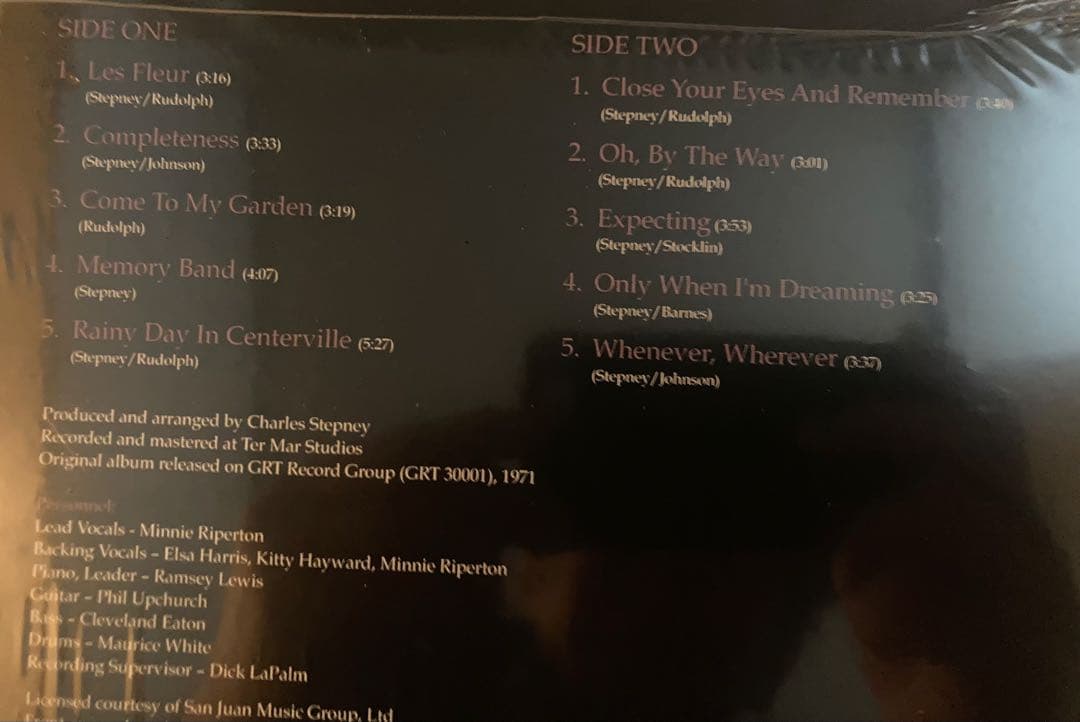 SIDE ONE
1. Les Fleur (3:16)
(Stepney/Rudolph)
2. Completeness (3:33)
(Stepney/Johnson)
3. Come To My Garden (3:19)
(Rudolph)
4. Memory Band (4:07)
(Stepney)
5. Rainy Day In Centerville (5:27)
(Stepney/Rudolph)
SIDE TWO
1. Close Your Eyes And Remember (3:40)
(Stepney/Rudolph)
2. Oh, By The Way (3:01)
(Stepney/Rudolph)
3. Expecting (3:53)
(Stepney/Stocklin)
4. Only When I'm Dreaming (3:25)
(Stepney/Barnes)
5. Whenever, Wherever (3:37)
(Stepney/Johnson)
Produced and arranged by Charles Stepney
Recorded and mastered at Ter Mar Studios
Original album released on GRT Record Group (GRT 30001), 1971
Personnel:
Lead Vocals - Minnie Riperton
Backing Vocals - Elsa Harris, Kitty Hayward, Minnie Riperton
Piano, Leader - Ramsey Lewis
Guitar - Phil Upchurch
Bass - Cleveland Eaton
Drums - Maurice White
Recording Supervisor - Dick LaPalm
Licensed courtesy of San Juan Music Group, Ltd